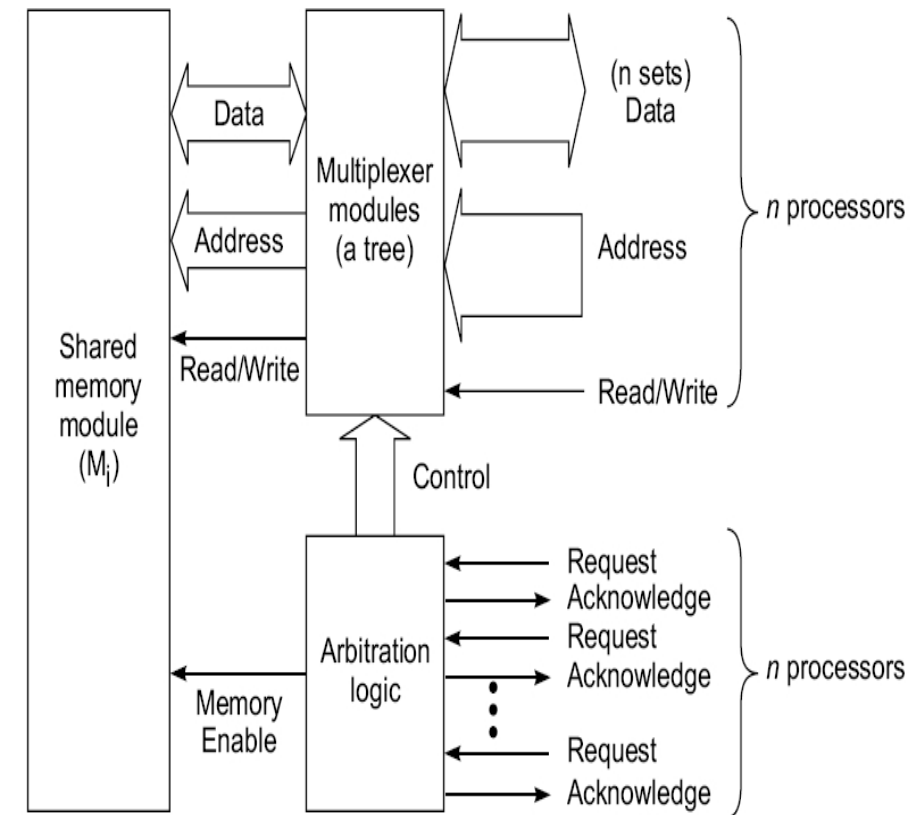 Shared
memory
module
(Mi)
Data
Address
Read/Write
Multiplexer
modules
(a tree)
(n sets)
Data
Address
Read/Write
n processors
Control
Memory
Enable
Arbitration
logic
Request
Acknowledge
Request
Acknowledge
Request
Acknowledge
n processors